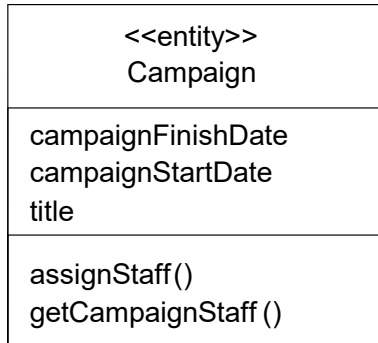 <<entity>>
Campaign
campaignFinishDate
campaignStartDate
title
assignStaff()
getCampaignStaff ()